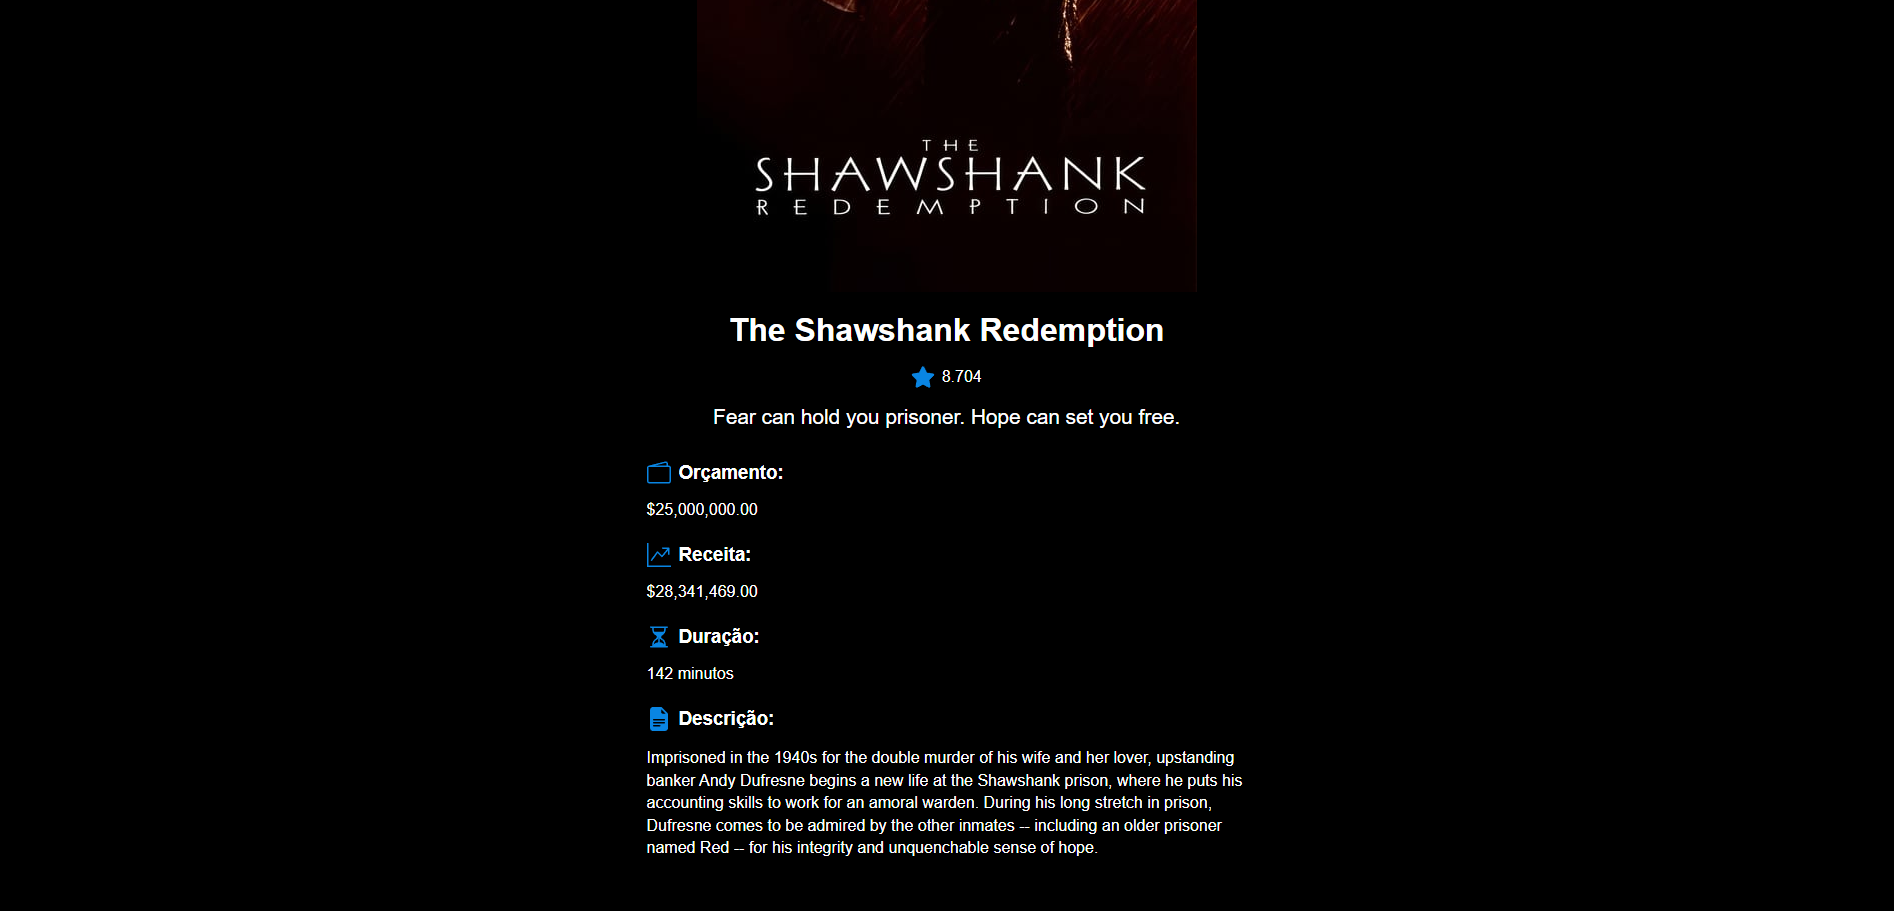 THE
SHAWSHANK
REDEMPTION
The Shawshank Redemption
8.704
Fear can hold you prisoner. Hope can set you free.
Orçamento:
$25,000,000.00
Receita:
$28,341,469.00
Duração:
142 minutos
Descrição:
Imprisoned in the 1940s for the double murder of his wife and her lover, upstanding
banker Andy Dufresne begins a new life at the Shawshank prison, where he puts his
accounting skills to work for an amoral warden. During his long stretch in prison,
Dufresne comes to be admired by the other inmates -- including an older prisoner
named Red -- for his integrity and unquenchable sense of hope.